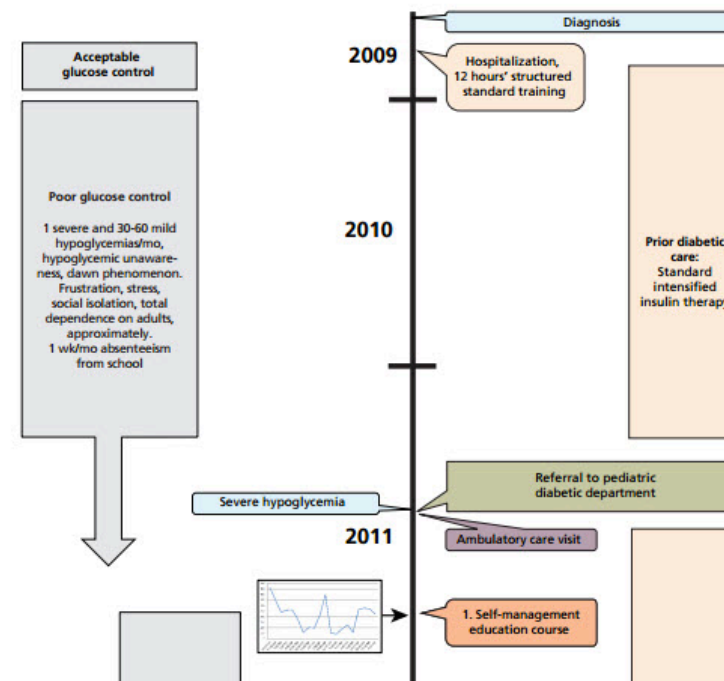 Diagnosis
Acceptable
glucose control
2009
Hospitalization,
12 hours' structured
standard training
Poor glucose control
1 severe and 30-60 mild
hypoglycemias/mo,
hypoglycemic unaware-
ness, dawn phenomenon.
Frustration, stress,
social isolation, total
dependence on adults,
approximately.
1 wk/mo absenteeism
from school
2010
Prior diabetic
care:
Standard
intensified
insulin therapy
Severe hypoglycemia
Referral to pediatric
diabetic department
2011
Ambulatory care visit
1. Self-management
education course